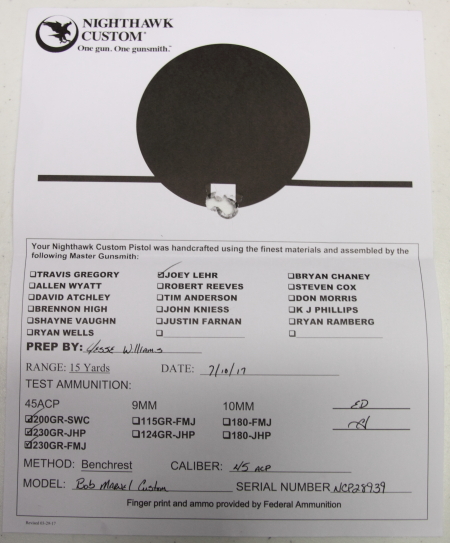 NIGHTHAWK
CUSTOM
One gun. One gunsmith.™
Your Nighthawk Custom Pistol was handcrafted using the finest materials and assembled by the
following Master Gunsmith:
❑TRAVIS GREGORY ☑JOEY LEHR ❑BRYAN CHANEY
❑ALLEN WYATT ❑ROBERT REEVES ❑STEVEN COX
❑DAVID ATCHLEY ❑TIM ANDERSON ❑DON MORRIS
❑BRENNON HIGH ❑JOHN KNIESS ❑K J PHILLIPS
❑SHAYNE VAUGHN ❑JUSTIN FARNAN ❑RYAN RAMBERG
❑RYAN WELLS ❑ ❑
PREP BY: Jesse Williams
RANGE: 15 Yards DATE: 7/10/17
TEST AMMUNITION:
45ACP 9MM 10MM ED
☑200GR-SWC ❑115GR-FMJ ❑180-FMJ
☑230GR-JHP ❑124GR-JHP ❑180-JHP
☑230GR-FMJ
METHOD: Benchrest CALIBER: 45 ACP
MODEL: Bob Marvel Custom SERIAL NUMBER NCP28939
Finger print and ammo provided by Federal Ammunition